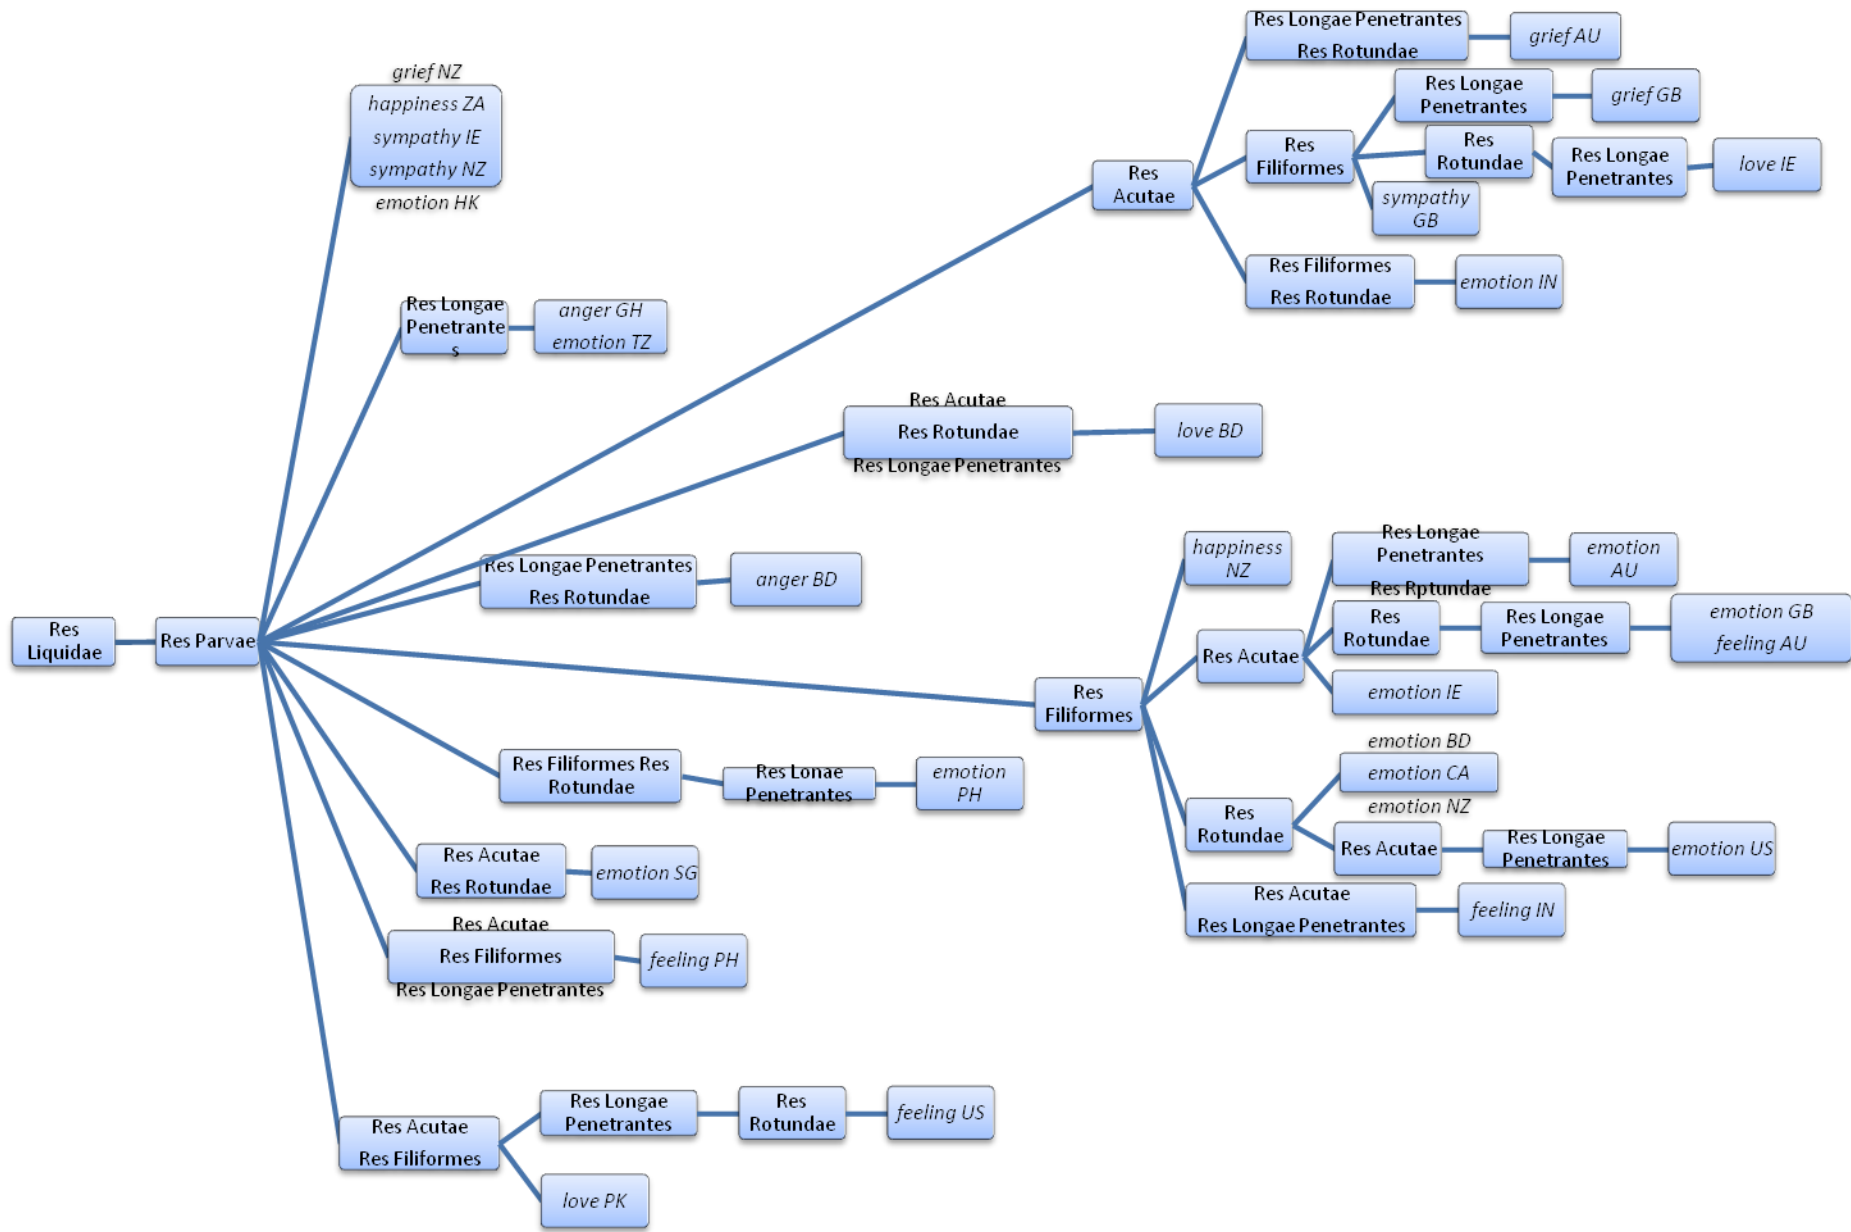 Res
Liquidae
Res Parvae
grief NZ
happiness ZA
sympathy IE
sympathy NZ
emotion HK
Res Longae
Penetrante
s
anger GH
emotion TZ
Res
Acutae
Res Longae Penetrantes
Res Rotundae
grief AU
Res
Filiformes
Res Longae
Penetrantes
grief GB
Res
Rotundae
Res Longae
Penetrantes
love IE
sympathy
GB
Res Filiformes
Res Rotundae
emotion IN
Res Acutae
Res Rotundae
Res Longae Penetrantes
love BD
Res Longae Penetrantes
Res Rotundae
anger BD
Res
Filiformes
happiness
NZ
Res Acutae
Res Longae
Penetrantes
Res Rptundae
emotion
AU
Res
Rotundae
Res Longae
Penetrantes
emotion GB
feeling AU
emotion IE
Res
Rotundae
emotion BD
emotion CA
emotion NZ
Res Acutae
Res Longae
Penetrantes
emotion US
Res Acutae
Res Longae Penetrantes
feeling IN
Res Filiformes Res
Rotundae
Res Lonae
Penetrantes
emotion
PH
Res Acutae
Res Rotundae
emotion SG
Res Acutae
Res Filiformes
Res Longae Penetrantes
feeling PH
Res Acutae
Res Filiformes
Res Longae
Penetrantes
Res
Rotundae
feeling US
love PK